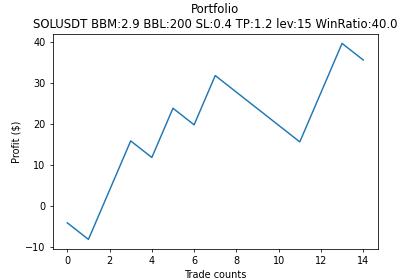 Portfolio
SOLUSDT BBM:2.9 BBL:200 SL:0.4 TP:1.2 lev:15 WinRatio:40.0
40
30
20
10
0
−10
Profit ($)
0 2 4 6 8 10 12 14
Trade counts